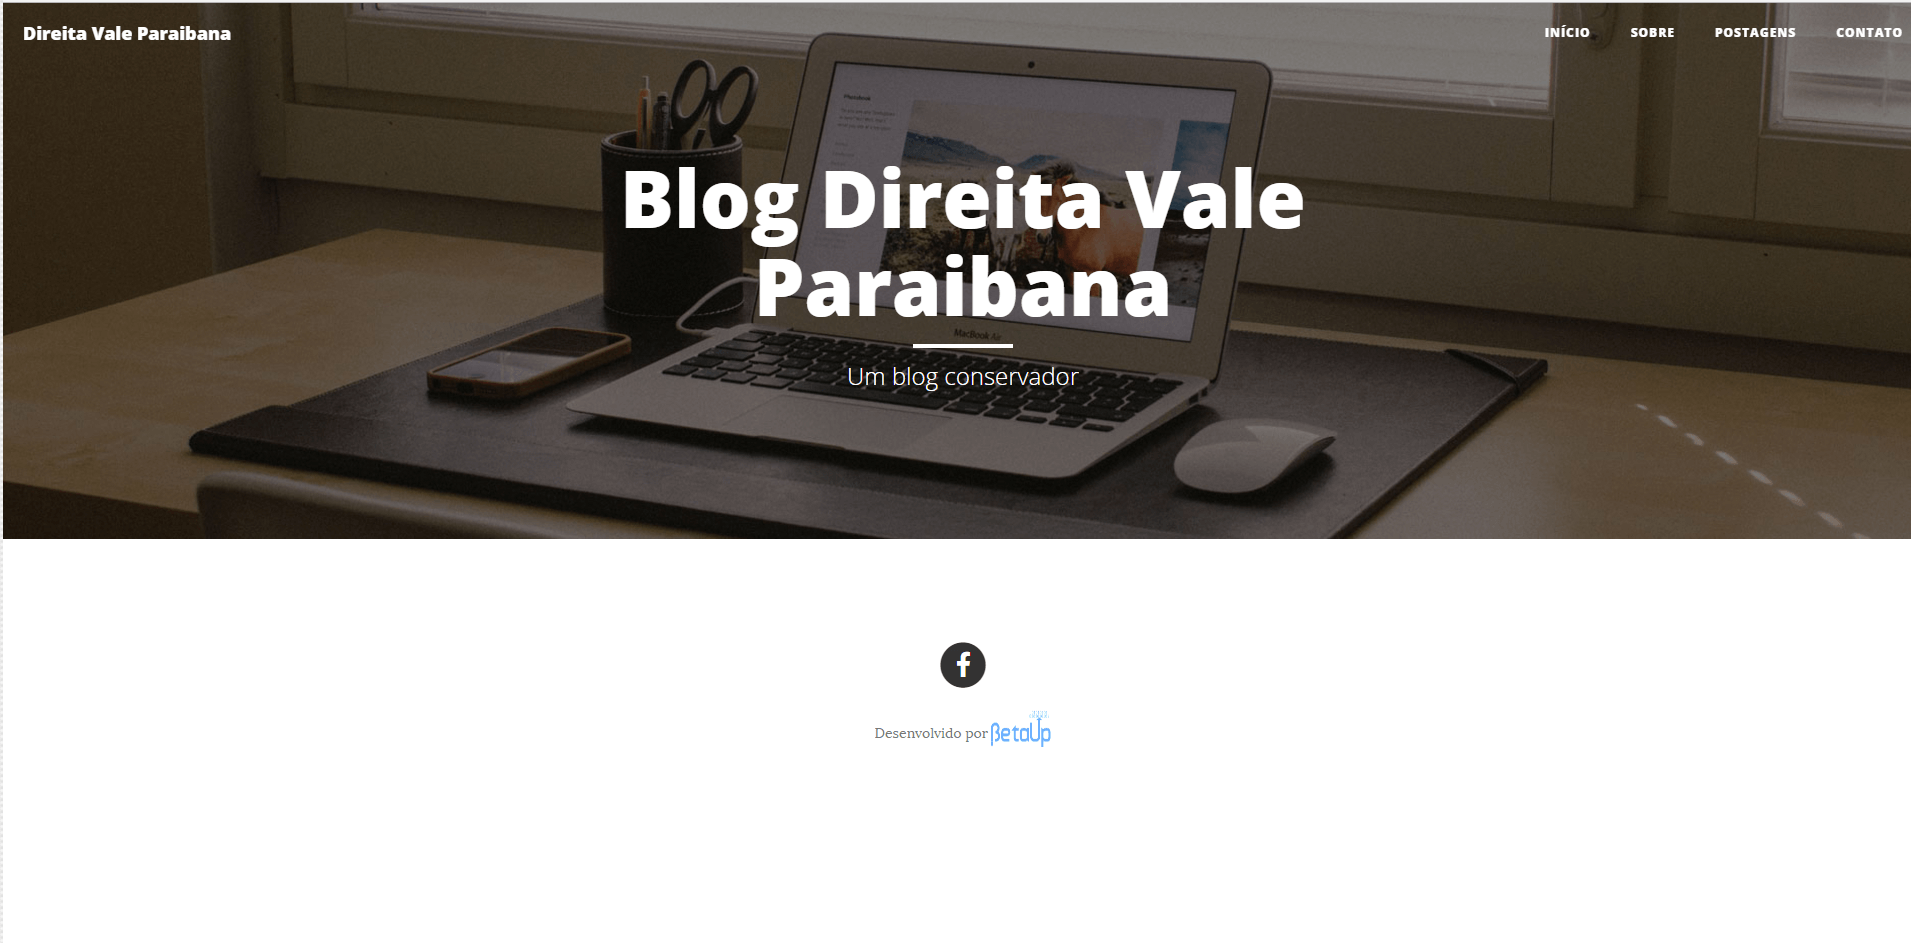 Direita Vale Paraibana
INÍCIO SOBRE POSTAGENS CONTATO
Blog Direita Vale
Paraibana
MacBook Air
Um blog conservador
Desenvolvido por BetaUp